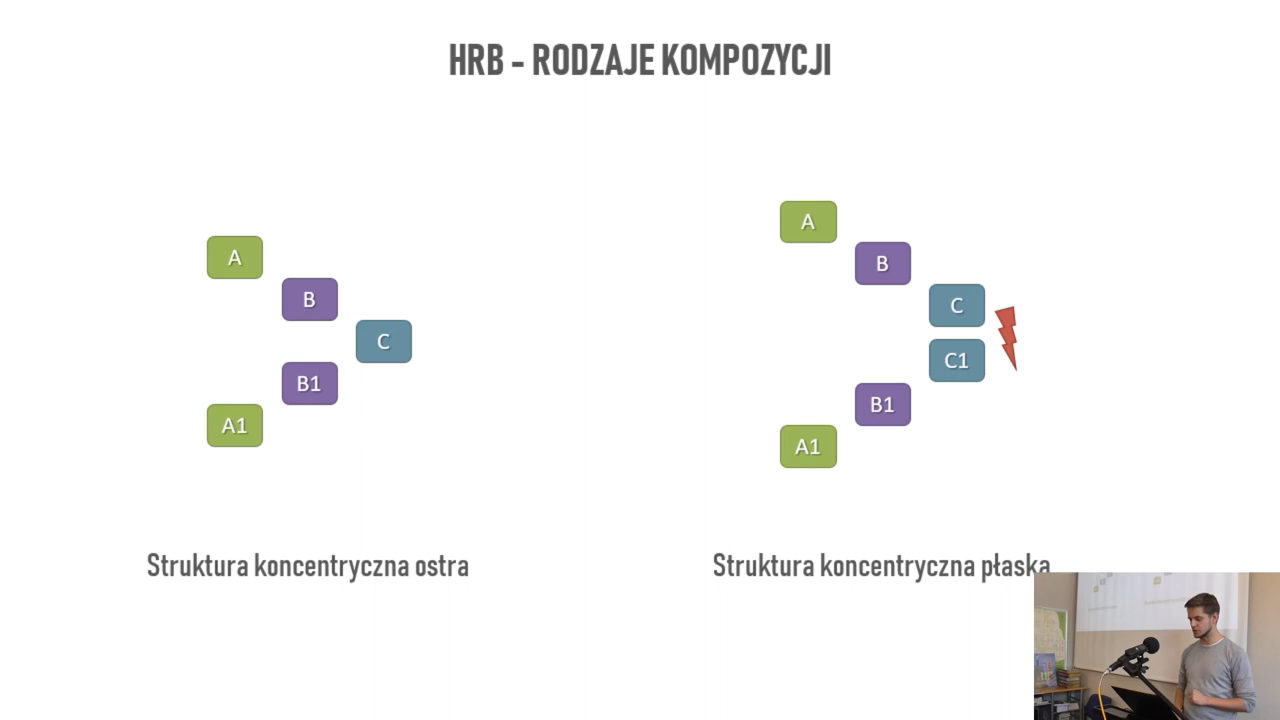 HRB - RODZAJE KOMPOZYCJI
A
B
C
B1
A1
Struktura koncentryczna ostra
A
B
C
C1
B1
A1
Struktura koncentryczna płaska